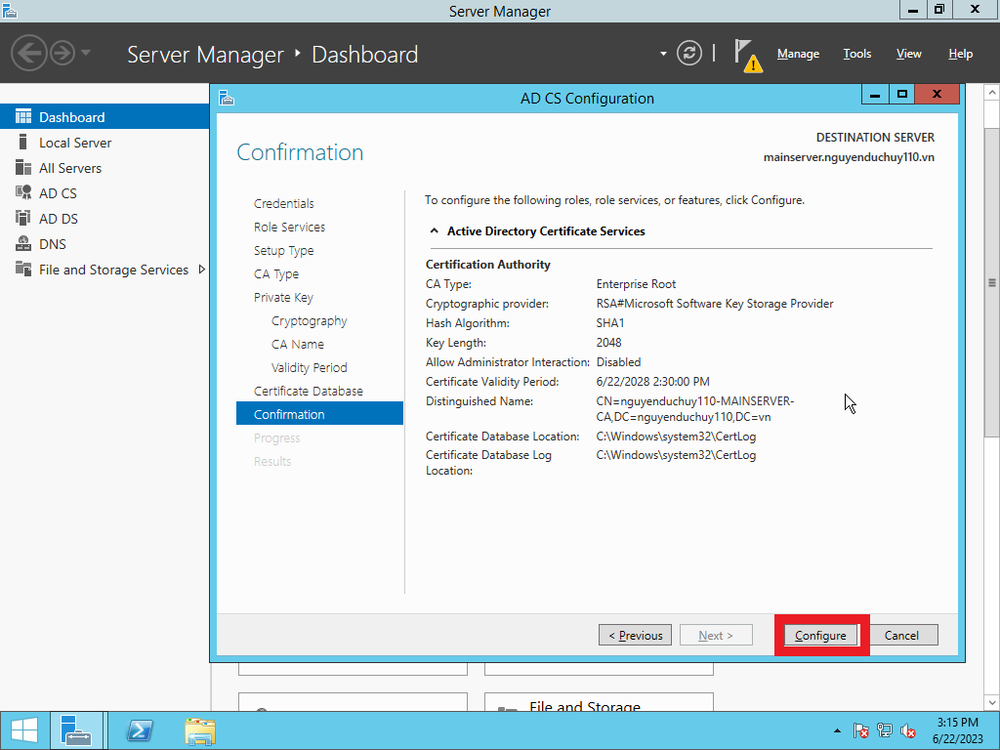 Server Manager
Server Manager ‣ Dashboard
Manage Tools View Help
Dashboard
Local Server
All Servers
AD CS
AD DS
DNS
File and Storage Services
AD CS Configuration
Confirmation
DESTINATION SERVER
mainserver.nguyenduchuy110.vn
Credentials
Role Services
Setup Type
CA Type
Private Key
Cryptography
CA Name
Validity Period
Certificate Database
Confirmation
Progress
Results
To configure the following roles, role services, or features, click Configure.
Active Directory Certificate Services
Certification Authority
CA Type: Enterprise Root
Cryptographic provider: RSA#Microsoft Software Key Storage Provider
Hash Algorithm: SHA1
Key Length: 2048
Allow Administrator Interaction: Disabled
Certificate Validity Period: 6/22/2028 2:30:00 PM
Distinguished Name: CN=nguyenduchuy110-MAINSERVER-
CA,DC=nguyenduchuy110,DC=vn
Certificate Database Location: C:\Windows\system32\CertLog
Certificate Database Log C:\Windows\system32\CertLog
Location:
< Previous Next > Configure Cancel
File and Storage
3:15 PM
6/22/2023